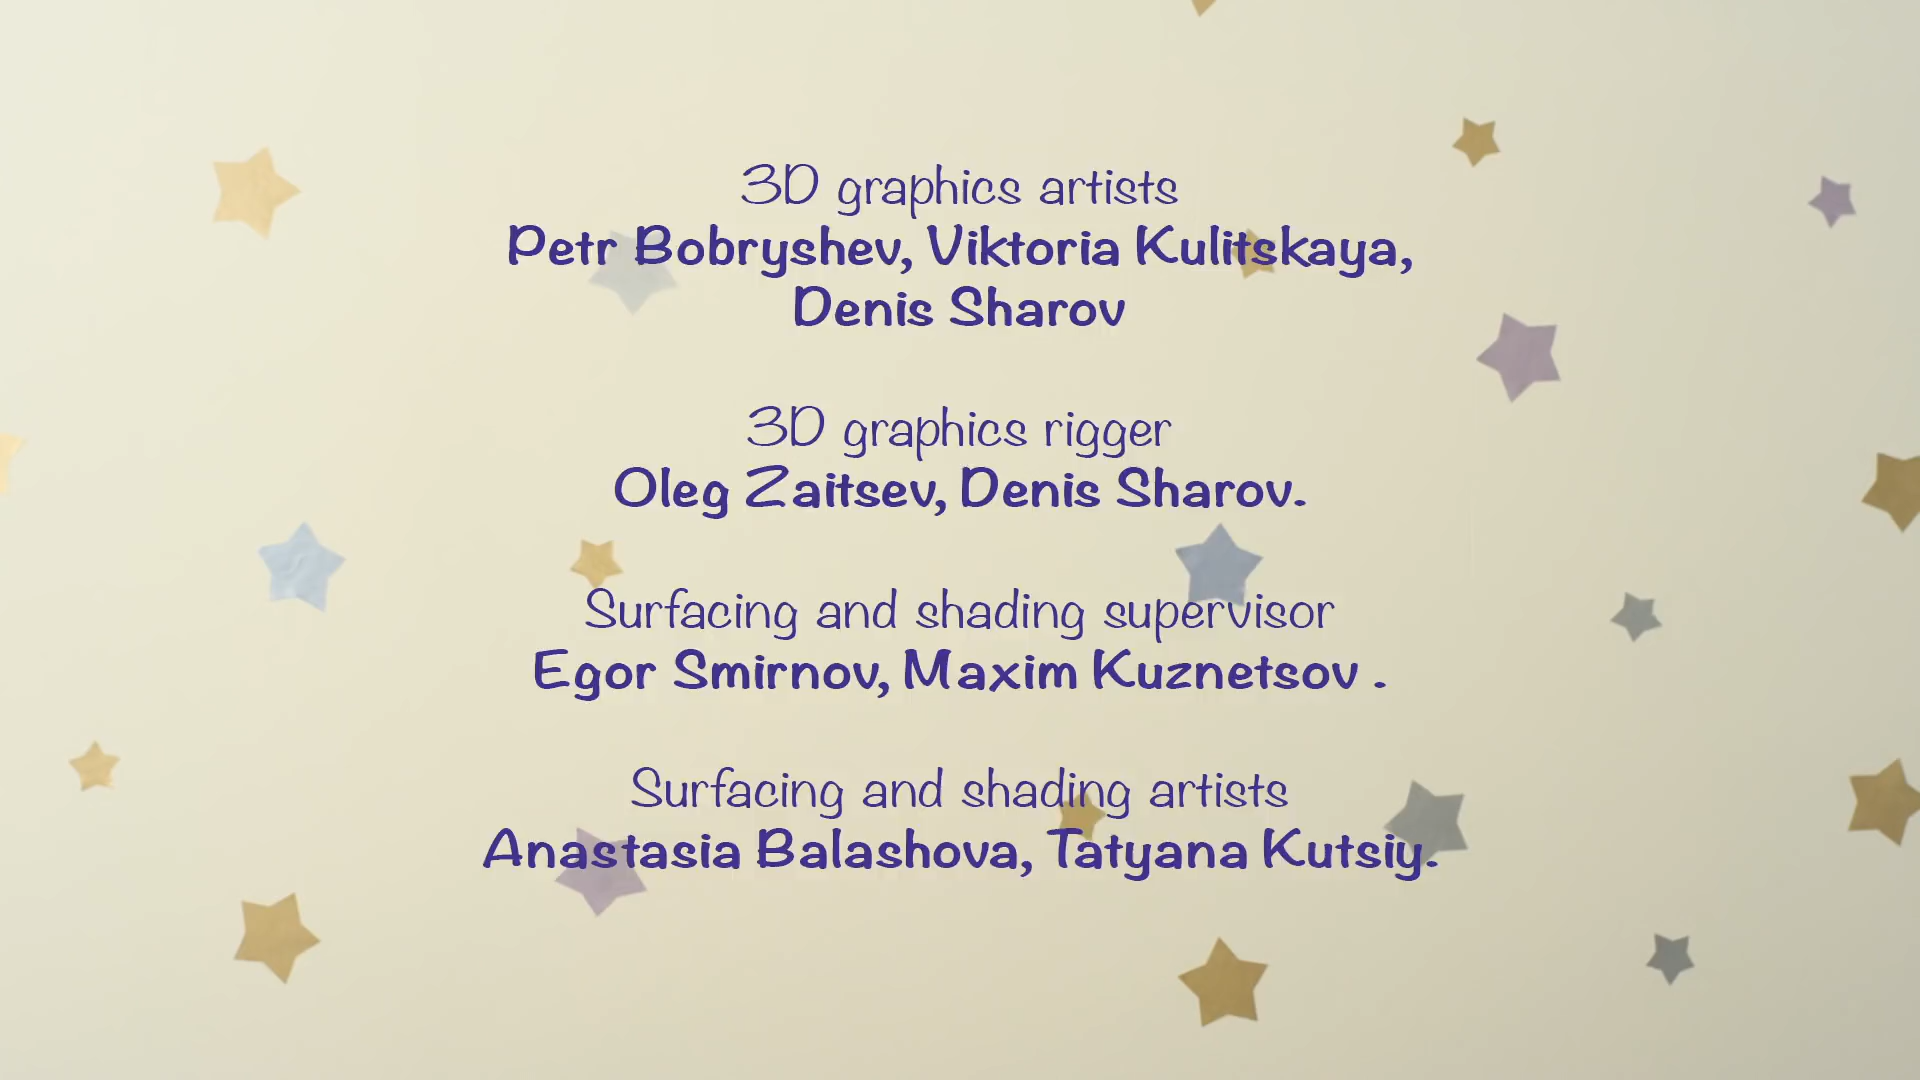 3D graphics artists
Petr Bobryshev, Viktoria Kulitskaya,
Denis Sharov
3D graphics rigger
Oleg Zaitsev, Denis Sharov.
Surfacing and shading supervisor
Egor Smirnov, Maxim Kuznetsov .
Surfacing and shading artists
Anastasia Balashova, Tatyana Kutsiy.